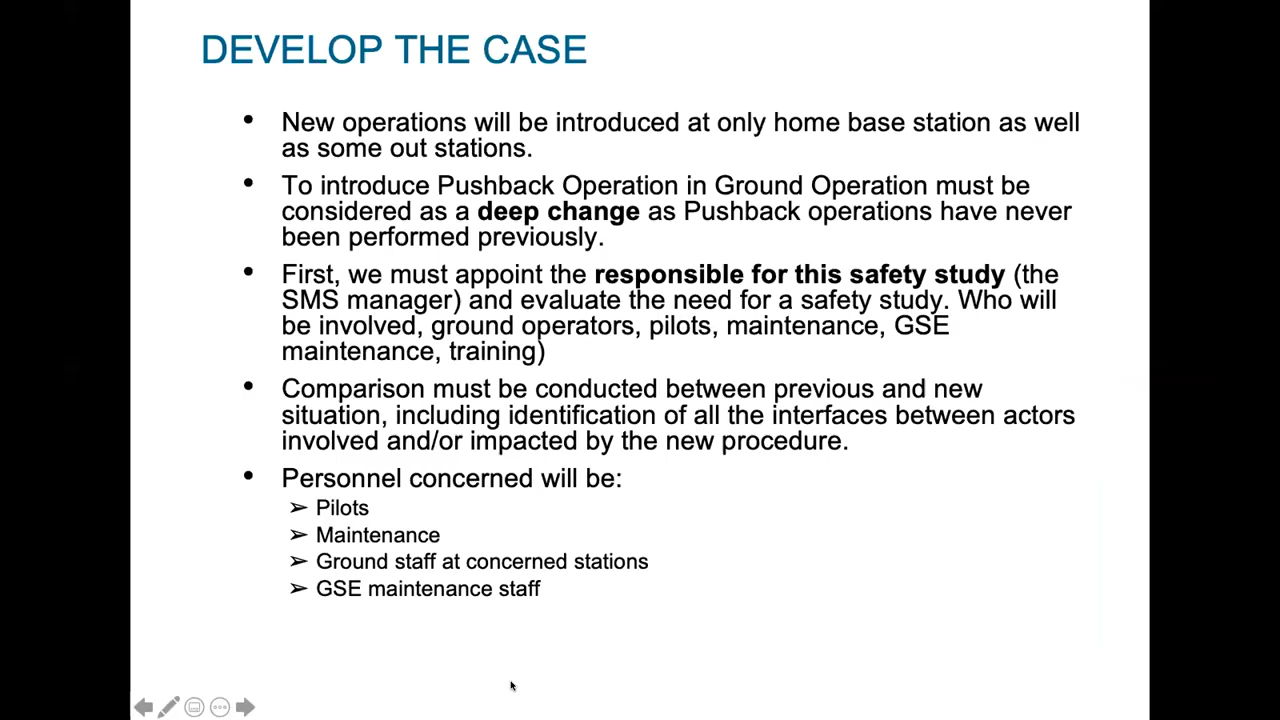 DEVELOP THE CASE
• New operations will be introduced at only home base station as well
as some out stations.
• To introduce Pushback Operation in Ground Operation must be
considered as a deep change as Pushback operations have never
been performed previously.
• First, we must appoint the responsible for this safety study (the
SMS manager) and evaluate the need for a safety study. Who will
be involved, ground operators, pilots, maintenance, GSE
maintenance, training)
• Comparison must be conducted between previous and new
situation, including identification of all the interfaces between actors
involved and/or impacted by the new procedure.
• Personnel concerned will be:
➢ Pilots
➢ Maintenance
➢ Ground staff at concerned stations
➢ GSE maintenance staff